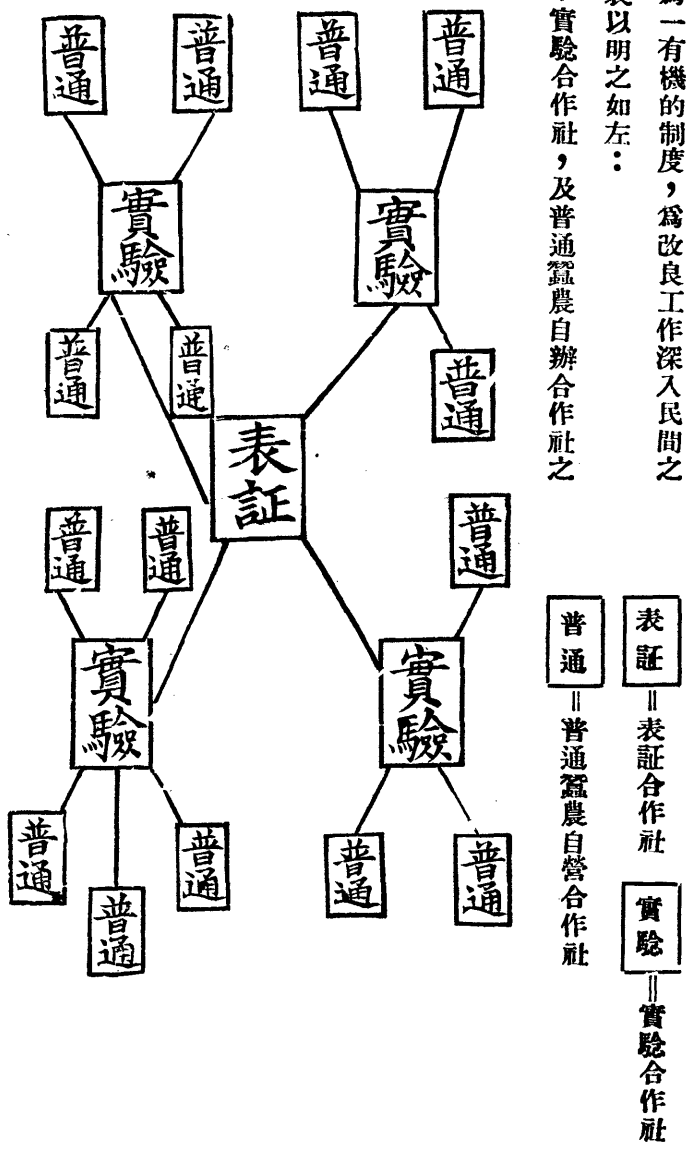 一有機的制度，爲改良工作深入民間之
以明之如左：
實驗合作社，及普通蠶農自辦合作社之
表証＝表証合作社
實驗＝實驗合作社
普通＝普通蠶農自營合作社
普通
普通
普通
普通
實驗
實驗
普通
普通
普通
表証
普通
普通
普通
實驗
實驗
普通
普通
普通
普通
普通